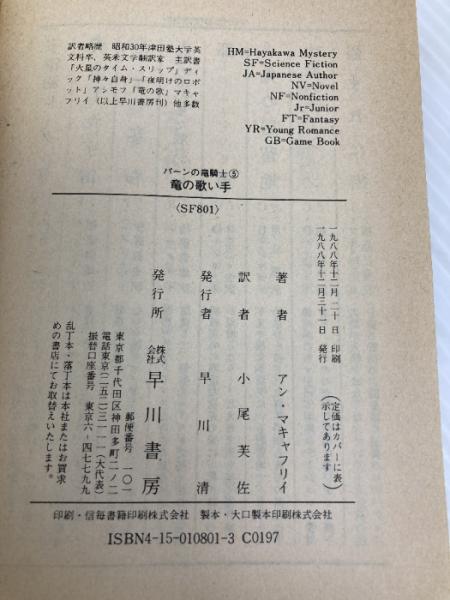 訳者略歴 昭和30年津田塾大学英
文科卒、英米文学翻訳家 主訳書
「火星のタイム・スリップ」ディ
ック「神々自身」「夜明けのロボ
ット」アシモフ「竜の歌」マキャ
フリイ(以上早川書房刊)他多数
HM=Hayakawa Mystery
SF=Science Fiction
JA=Japanese Author
NV=Novel
NF=Nonfiction
Jr=Junior
FT=Fantasy
YR=Young Romance
GB=Game Book
パーンの竜騎士⑤
竜の歌い手
〈SF801〉
一九八八年十二月二十日 印刷
一九八八年十二月三十一日 発行
(定価はカバーに表
示してあります)
著者 アン・マキャフリイ
訳者 小尾芙佐
発行者 早川清
発行所 株式会社 早川書房
郵便番号 一〇一
東京都千代田区神田多町二ノ二
電話東京(二五二)三一一一(大代表)
振替口座番号 東京六-四七七九九
乱丁本・落丁本は本社またはお買求
めの書店にてお取替えいたします。
印刷・信毎書籍印刷株式会社 製本・大口製本印刷株式会社
ISBN4-15-010801-3 C0197